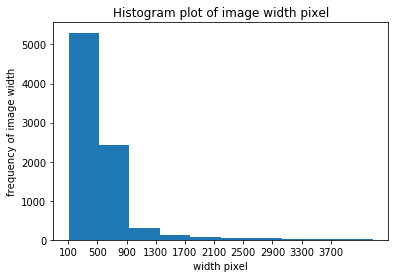 Histogram plot of image width pixel
5000
4000
3000
2000
1000
0
frequency of image width
100 500 900 1300 1700 2100 2500 2900 3300 3700
width pixel